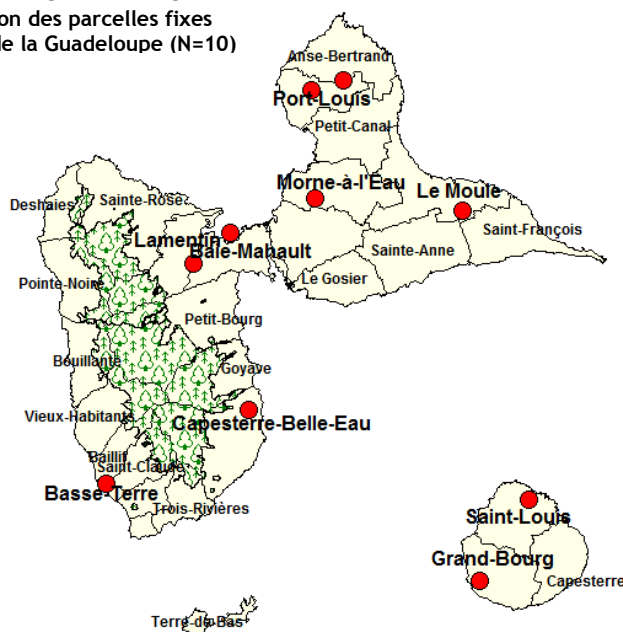 on des parcelles fixes
de la Guadeloupe (N=10)
Anse-Bertrand
Port-Louis
Petit-Canal
Morne-à-l'Eau
Le Moule
Deshaies
Sainte-Rose
Lamentin
Baie-Mahault
Saint-François
Sainte-Anne
Le Gosier
Pointe-Noire
Petit-Bourg
Bouillante
Goyave
Vieux-Habitants
Capesterre-Belle-Eau
Baillif
Saint-Claude
Basse-Terre
Trois-Rivières
Saint-Louis
Grand-Bourg
Capesterre
Terre-de-Bas